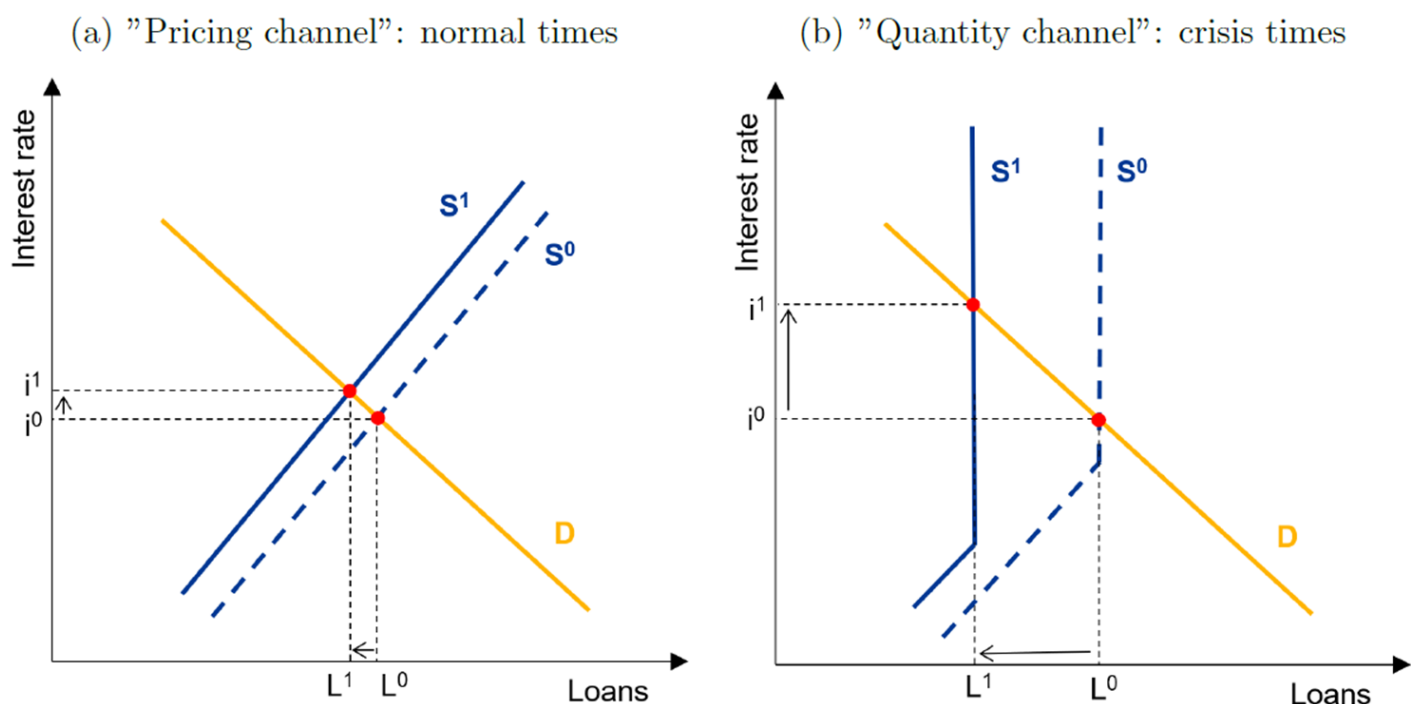 (a) ”Pricing channel”: normal times
Interest rate
S¹
S⁰
i¹
i⁰
D
L¹ L⁰
Loans
(b) ”Quantity channel”: crisis times
Interest rate
S¹
S⁰
i¹
i⁰
D
L¹
L⁰
Loans